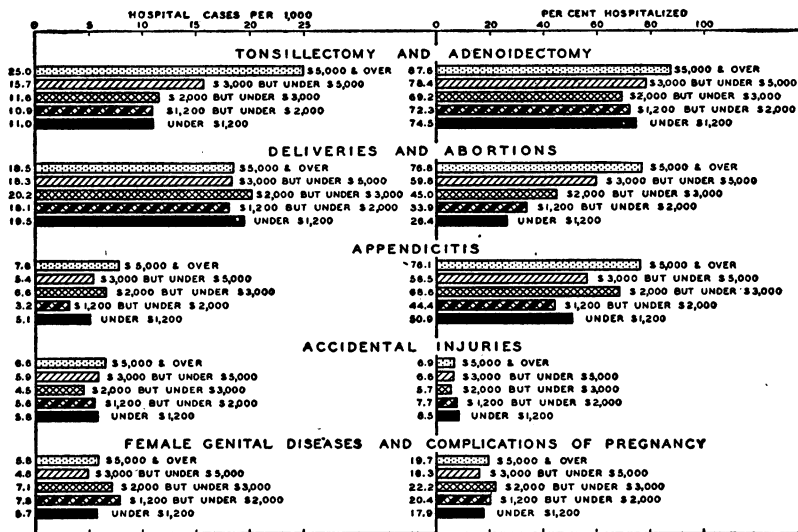 HOSPITAL CASES PER 1,000 PER CENT HOSPITALIZED
0 5 10 15 20 25 0 20 40 60 80 100
TONSILLECTOMY AND ADENOIDECTOMY
25.0 $5,000 & OVER 87.6 $5,000 & OVER
15.7 $3,000 BUT UNDER $5,000 78.4 $3,000 BUT UNDER $5,000
11.6 $2,000 BUT UNDER $3,000 69.2 $2,000 BUT UNDER $3,000
10.9 $1,200 BUT UNDER $2,000 72.3 $1,200 BUT UNDER $2,000
11.0 UNDER $1,200 74.5 UNDER $1,200
DELIVERIES AND ABORTIONS
18.5 $5,000 & OVER 76.8 $5,000 & OVER
18.3 $3,000 BUT UNDER $5,000 59.8 $3,000 BUT UNDER $5,000
20.2 $2,000 BUT UNDER $3,000 45.0 $2,000 BUT UNDER $3,000
18.1 $1,200 BUT UNDER $2,000 33.9 $1,200 BUT UNDER $2,000
19.5 UNDER $1,200 26.4 UNDER $1,200
APPENDICITIS
7.8 $5,000 & OVER 76.1 $5,000 & OVER
5.4 $3,000 BUT UNDER $5,000 56.5 $3,000 BUT UNDER $5,000
6.6 $2,000 BUT UNDER $3,000 68.6 $2,000 BUT UNDER $3,000
3.2 $1,200 BUT UNDER $2,000 44.4 $1,200 BUT UNDER $2,000
5.1 UNDER $1,200 50.9 UNDER $1,200
ACCIDENTAL INJURIES
6.6 $5,000 & OVER 6.9 $5,000 & OVER
5.9 $3,000 BUT UNDER $5,000 6.6 $3,000 BUT UNDER $5,000
4.5 $2,000 BUT UNDER $3,000 5.7 $2,000 BUT UNDER $3,000
5.6 $1,200 BUT UNDER $2,000 7.7 $1,200 BUT UNDER $2,000
5.8 UNDER $1,200 8.5 UNDER $1,200
FEMALE GENITAL DISEASES AND COMPLICATIONS OF PREGNANCY
5.8 $5,000 & OVER 19.7 $5,000 & OVER
4.8 $3,000 BUT UNDER $5,000 16.3 $3,000 BUT UNDER $5,000
7.1 $2,000 BUT UNDER $3,000 22.2 $2,000 BUT UNDER $3,000
$1,200 BUT UNDER $2,000 20.4 $1,200 BUT UNDER $2,000
5.7 UNDER $1,200 17.9 UNDER $1,200